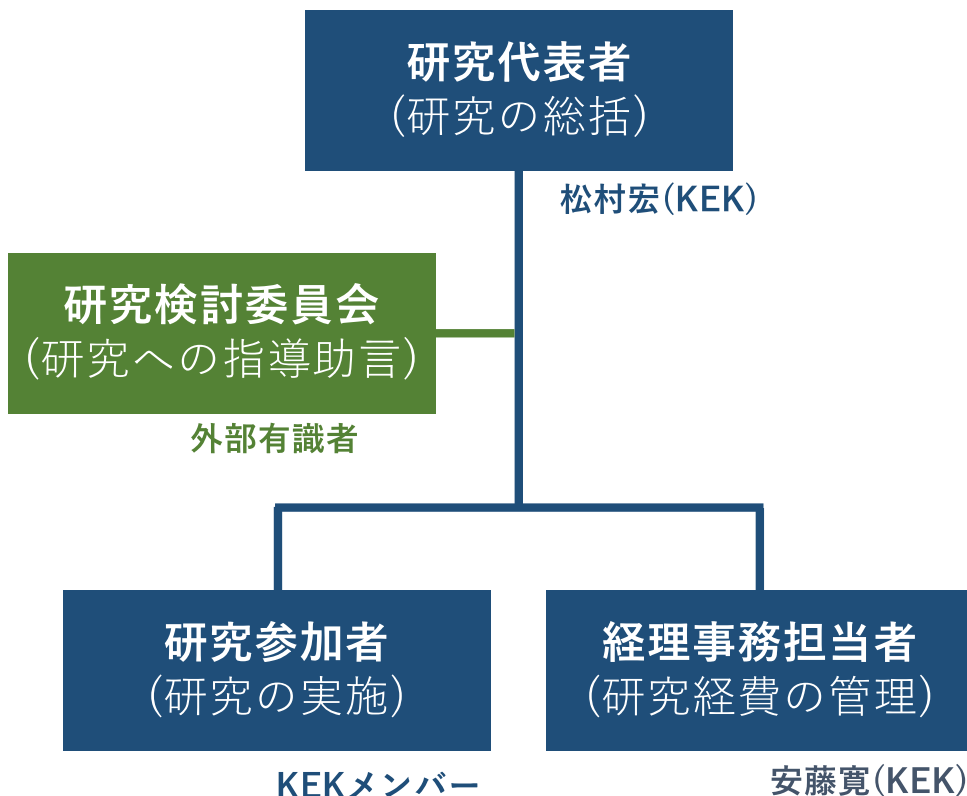 研究代表者
(研究の総括)
松村宏(KEK)
研究検討委員会
(研究への指導助言)
外部有識者
研究参加者
(研究の実施)
KEKメンバー
経理事務担当者
(研究経費の管理)
安藤寛(KEK)